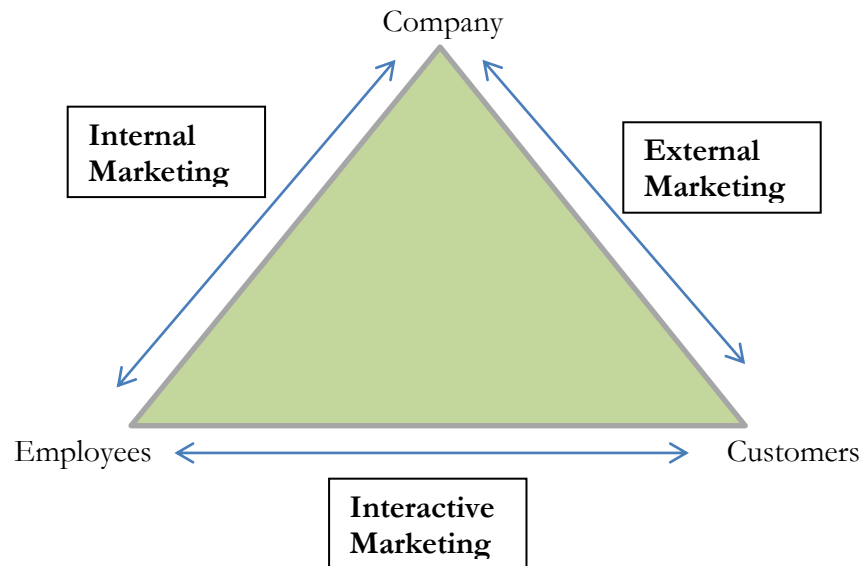 Company
Internal
Marketing
External
Marketing
Employees
Customers
Interactive
Marketing